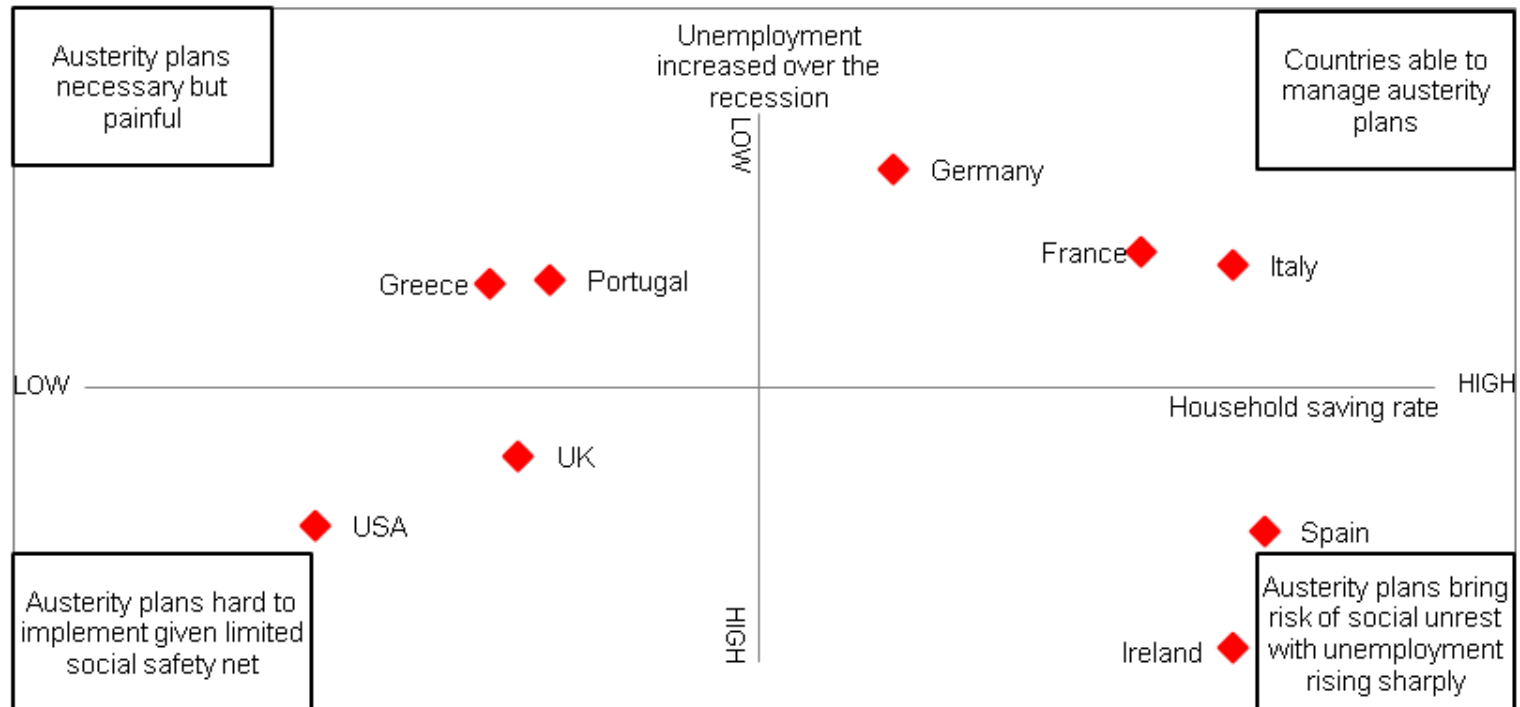 Austerity plans
necessary but
painful
Unemployment
increased over the
recession
Countries able to
manage austerity
plans
LOW
Germany
France
Italy
Greece
Portugal
LOW
HIGH
Household saving rate
UK
USA
Spain
Austerity plans hard to
implement given limited
social safety net
HIGH
Ireland
Austerity plans bring
risk of social unrest
with unemployment
rising sharply